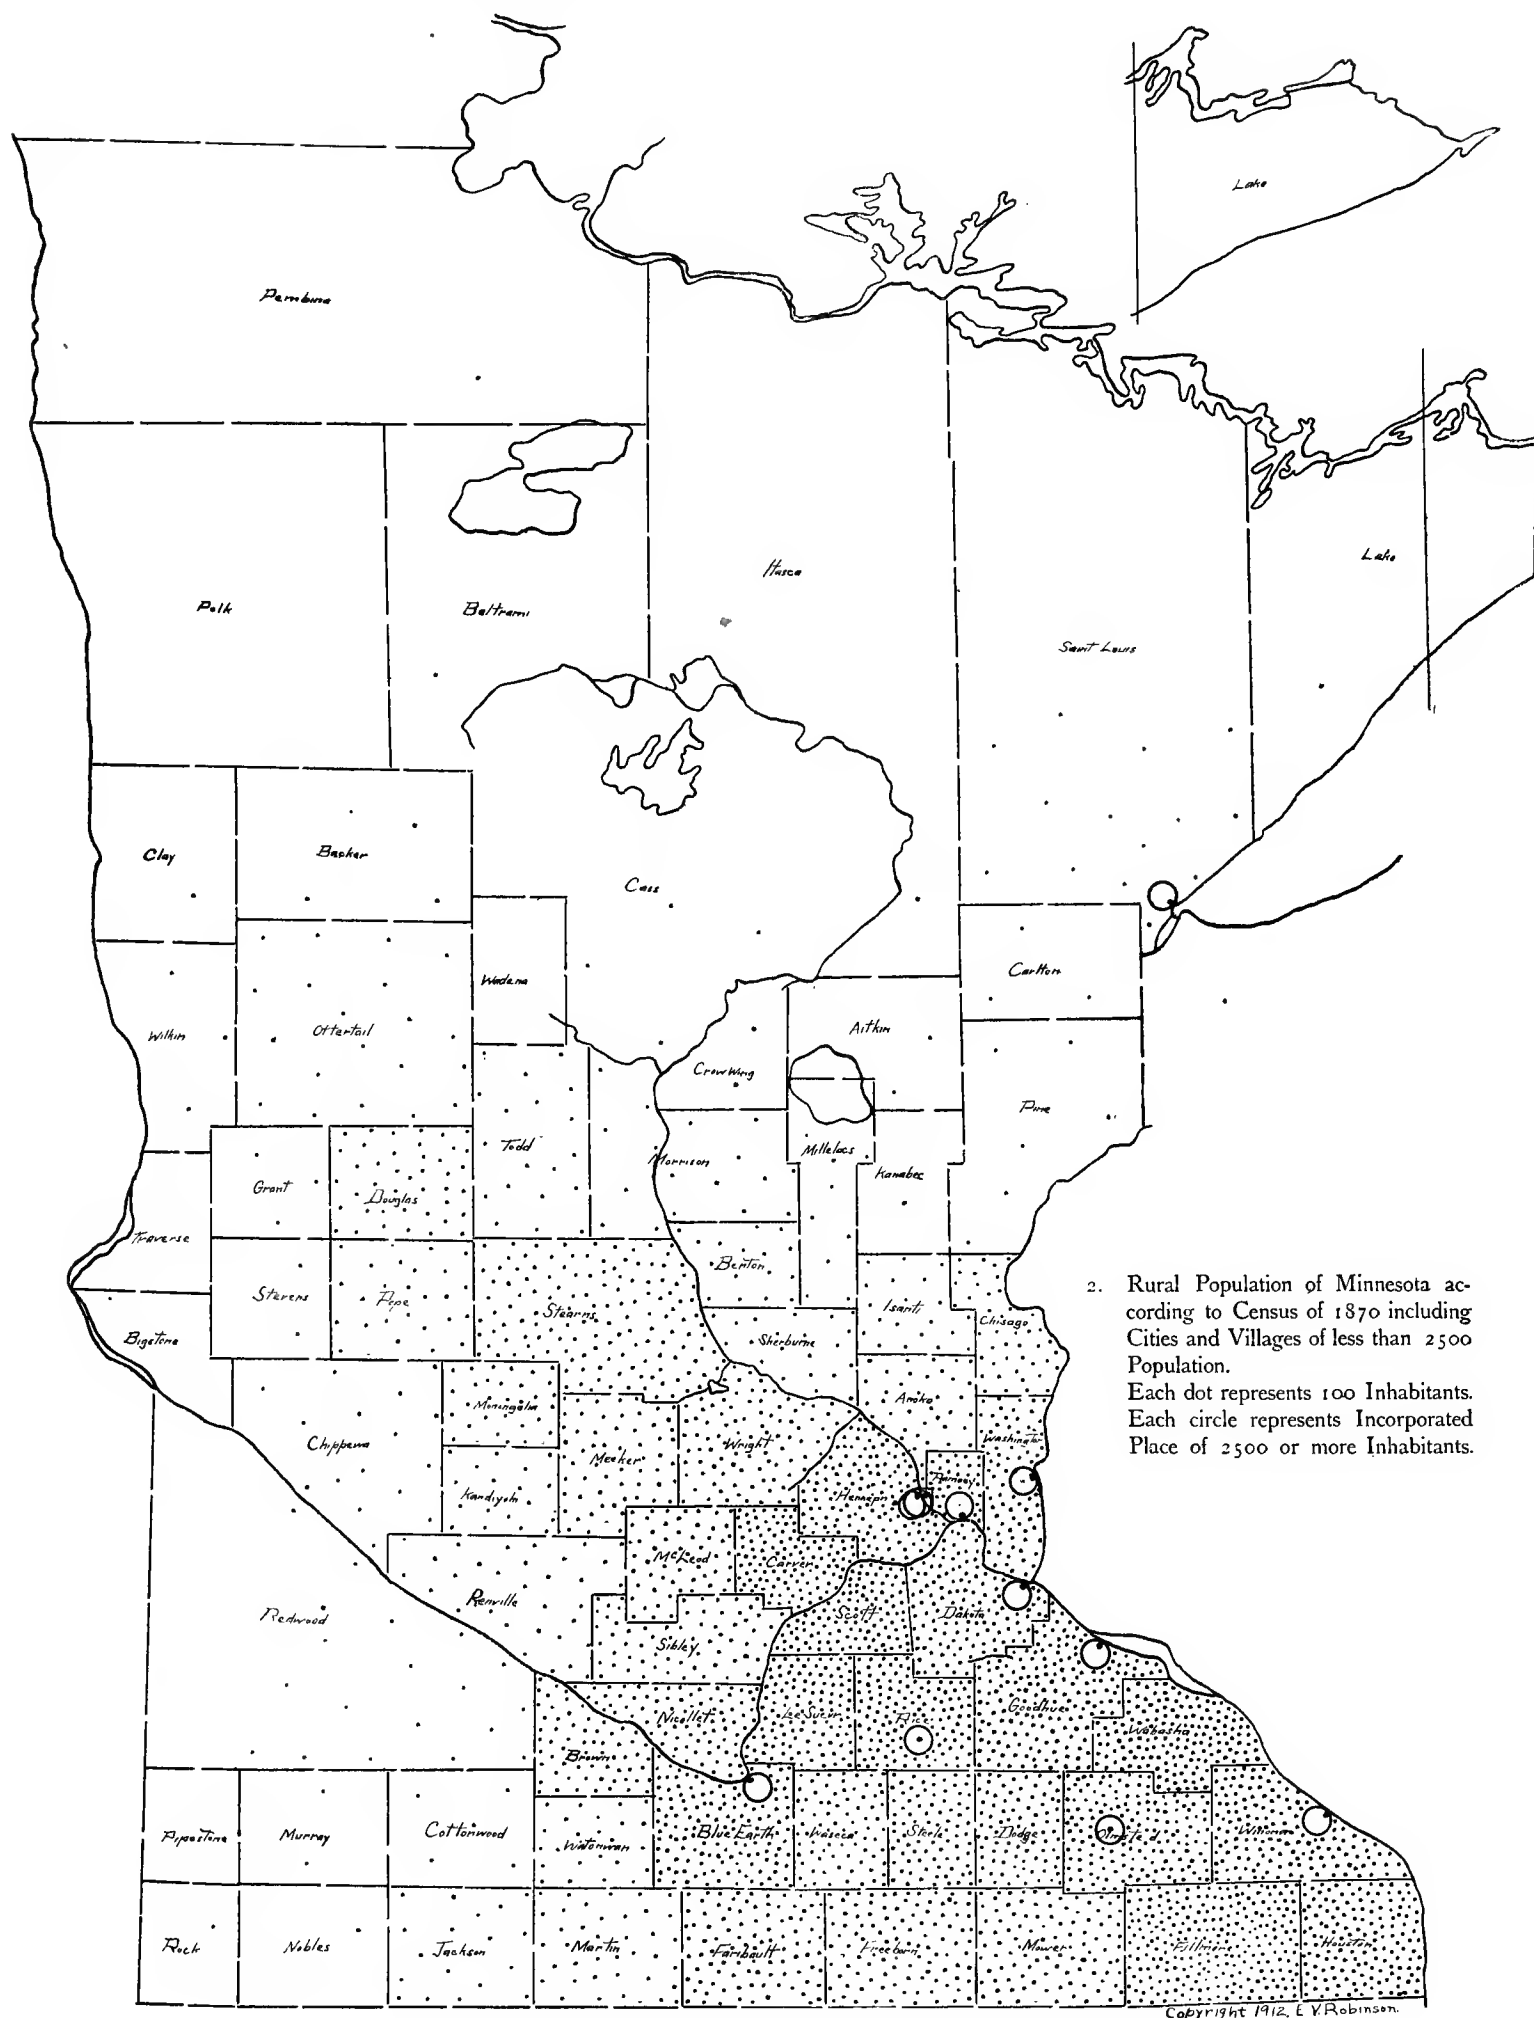 Lake
Pembina
Polk
Beltrami
Itasca
Saint Louis
Lake
Clay
Becker
Cass
Wadena
Carlton
Wilkin
Ottertail
Aitkin
Crow Wing
Pine
Todd
Morrison
Millelacs
Kanabec
Grant
Douglas
Traverse
Benton
Stevens
Pope
Stearns
Isanti
Chisago
Bigstone
Sherburne
2. Rural Population of Minnesota ac-
cording to Census of 1870 including
Cities and Villages of less than 2500
Population.
Each dot represents 100 Inhabitants.
Each circle represents Incorporated
Place of 2500 or more Inhabitants.
Monongalia
Anoka
Chippewa
Meeker
Wright
Washington
Kandiyohi
Hennepin
Ramsey
McLeod
Carver
Renville
Redwood
Scott
Dakota
Sibley
Nicollet
Le Sueur
Rice
Goodhue
Wabasha
Brown
Pipestone
Murray
Cottonwood
Watonwan
Blue Earth
Waseca
Steele
Dodge
Olmsted
Winona
Rock
Nobles
Jackson
Martin
Faribault
Freeborn
Mower
Fillmore
Houston
Copyright 1912, E V. Robinson.